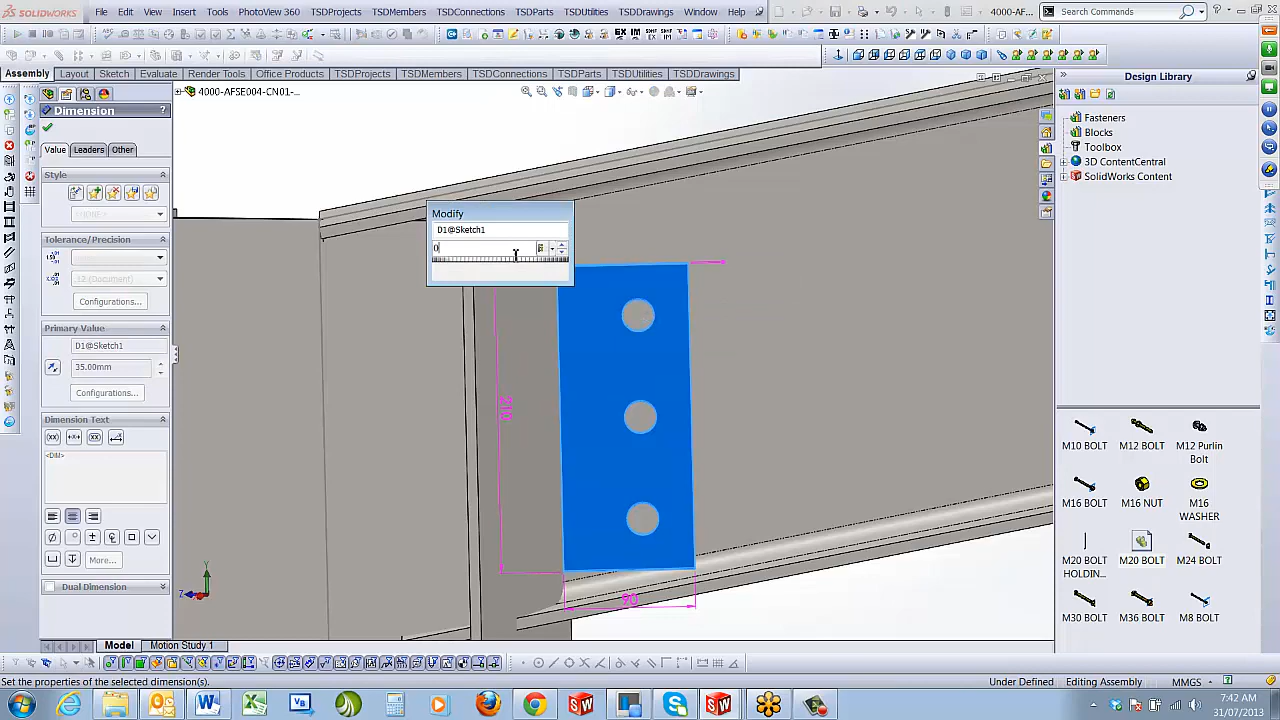 SOLIDWORKS File Edit View Insert Tools PhotoView 360 TSDProjects TSDMembers TSDConnections TSDParts TSDUtilities TSDDrawings Window Help 4000-AF... Search Commands
Assembly Layout Sketch Evaluate Render Tools Office Products TSDProjects TSDMembers TSDConnections TSDParts TSDUtilities TSDDrawings
Design Library
4000-AFSE004-CN01-...
Dimension ?
Value Leaders Other
Style
<NONE>
Tolerance/Precision
.12 (Document)
Configurations...
Primary Value
D1@Sketch1
35.00mm
Configurations...
Dimension Text
<DIM>
More...
Dual Dimension
Modify
D1@Sketch1
0
310
90
Fasteners
Blocks
Toolbox
3D ContentCentral
SolidWorks Content
M10 BOLT M12 BOLT M12 Purlin Bolt
M16 BOLT M16 NUT M16 WASHER
M20 BOLT HOLDIN... M20 BOLT M24 BOLT
M30 BOLT M36 BOLT M8 BOLT
Model Motion Study 1
Set the properties of the selected dimension(s). Under Defined Editing Assembly MMGS
7:42 AM
31/07/2013